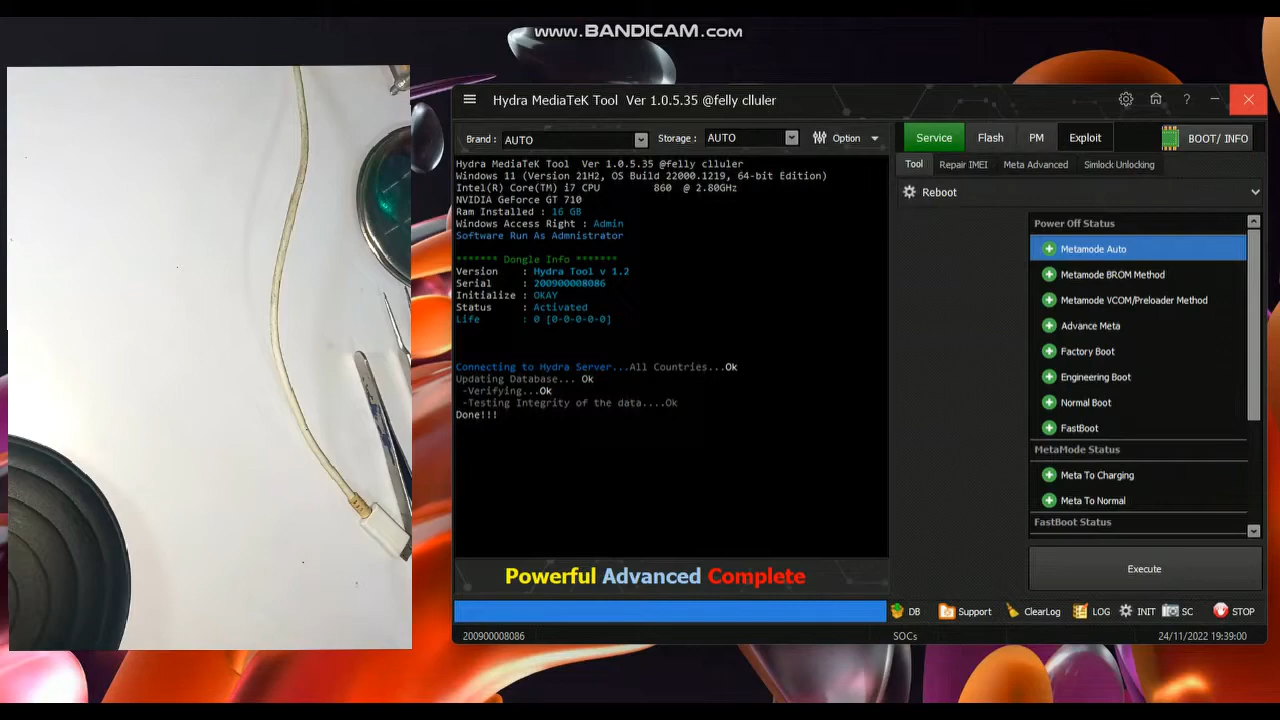 www.BANDICAM.com
Hydra MediaTeK Tool Ver 1.0.5.35 @felly clluler
Brand : AUTO Storage : AUTO Option
Service Flash PM Exploit BOOT/ INFO
Tool Repair IMEI Meta Advanced Simlock Unlocking
Reboot
Hydra MediaTeK Tool Ver 1.0.5.35 @felly clluler
Windows 11 (Version 21H2, OS Build 22000.1219, 64-bit Edition)
Intel(R) Core(TM) i7 CPU 860 @ 2.80GHz
NVIDIA GeForce GT 710
Ram Installed : 16 GB
Windows Access Right : Admin
Software Run As Admnistrator
******* Dongle Info *******
Version : Hydra Tool v 1.2
Serial : 200900008086
Initialize : OKAY
Status : Activated
Life : 0 [0-0-0-0-0]
Connecting to Hydra Server...All Countries...Ok
Updating Database... Ok
-Verifying...Ok
-Testing Integrity of the data....Ok
Done!!!
Power Off Status
Metamode Auto
Metamode BROM Method
Metamode VCOM/Preloader Method
Advance Meta
Factory Boot
Engineering Boot
Normal Boot
FastBoot
MetaMode Status
Meta To Charging
Meta To Normal
FastBoot Status
Execute
Powerful Advanced Complete
DB Support ClearLog LOG INIT SC STOP
200900008086 SOCs 24/11/2022 19:39:00